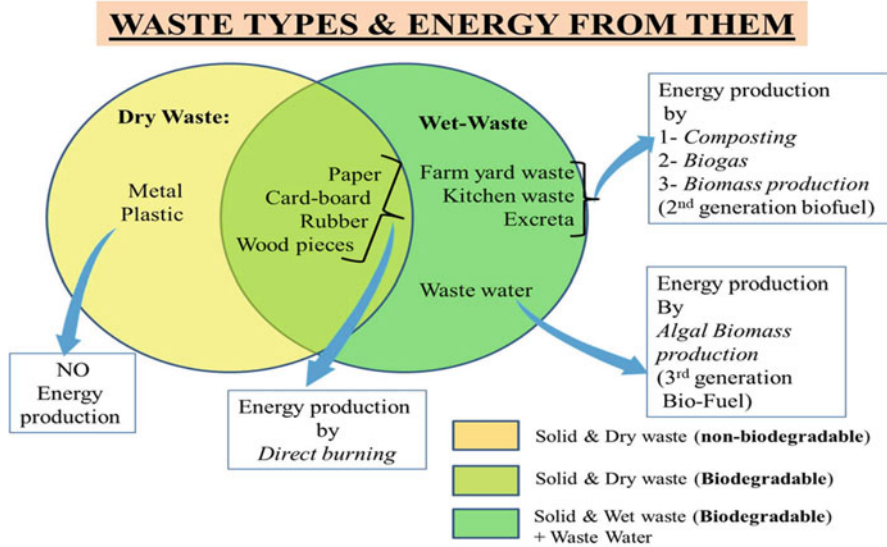 WASTE TYPES & ENERGY FROM THEM
Dry Waste:
Metal
Plastic
Paper
Card-board
Rubber
Wood pieces
Wet-Waste
Farm yard waste
Kitchen waste
Excreta
Waste water
Energy production
by
1- Composting
2- Biogas
3- Biomass production
(2nd generation biofuel)
Energy production
By
Algal Biomass
production
(3rd generation
Bio-Fuel)
NO
Energy
production
Energy production
by
Direct burning
Solid & Dry waste (non-biodegradable)
Solid & Dry waste (Biodegradable)
Solid & Wet waste (Biodegradable)
+ Waste Water